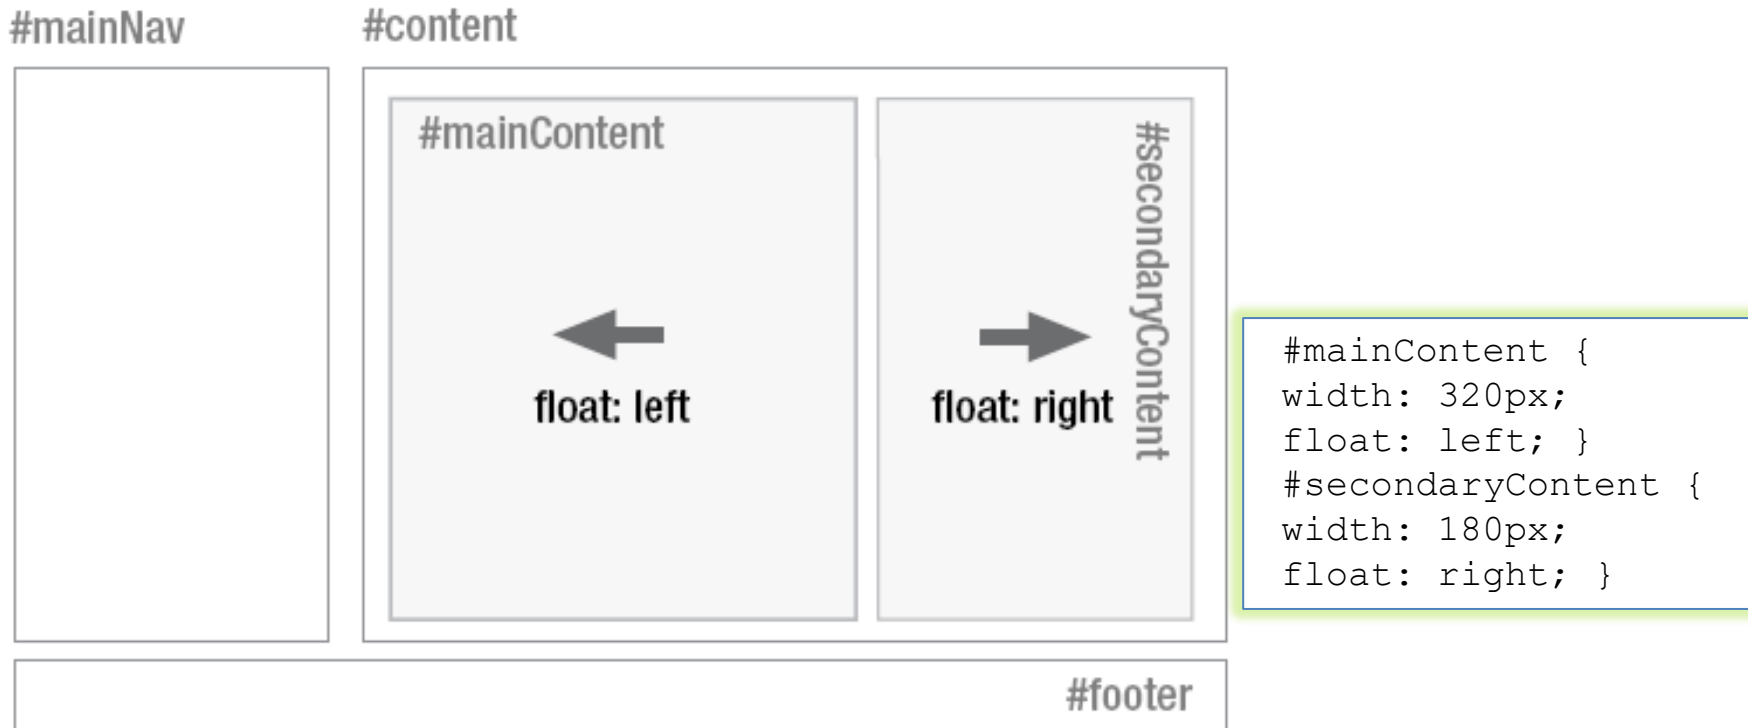 #mainNav
#content
#mainContent
#secondaryContent
float: left
float: right
#mainContent {
width: 320px;
float: left; }
#secondaryContent {
width: 180px;
float: right; }
#footer